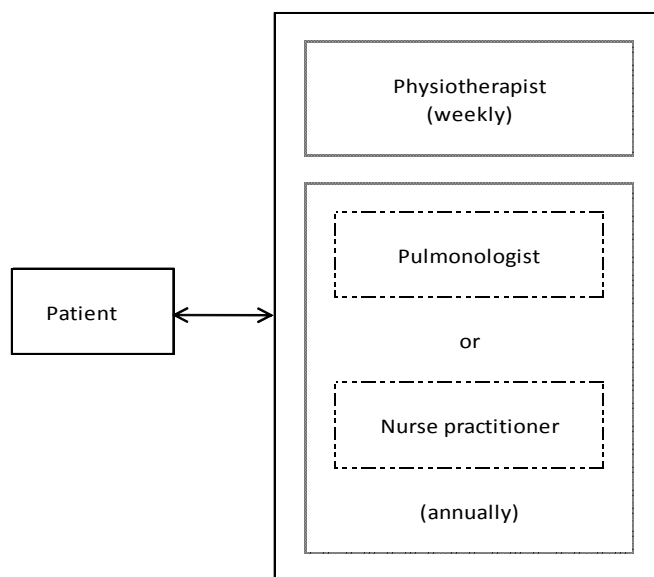 Physiotherapist
(weekly)
Pulmonologist
Patient
or
Nurse practitioner
(annually)